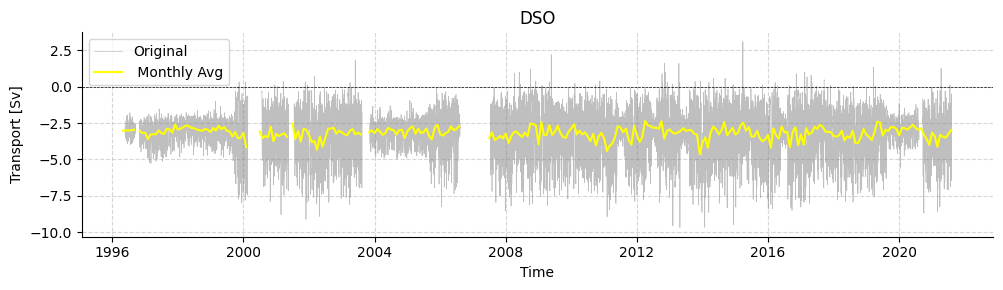 DSO
Original
Monthly Avg
Transport [Sv]
2.5
0.0
−2.5
−5.0
−7.5
−10.0
1996 2000 2004 2008 2012 2016 2020
Time